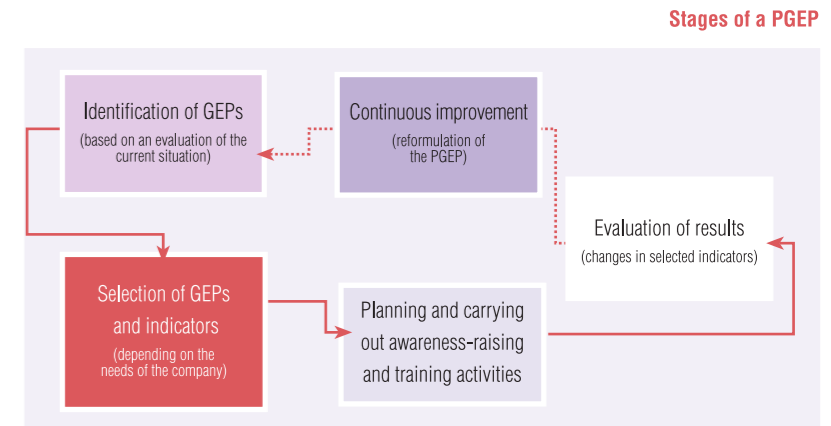 Stages of a PGEP
Identification of GEPs
(based on an evaluation of the
current situation)
Continuous improvement
(reformulation of
the PGEP)
Evaluation of results
(changes in selected indicators)
Selection of GEPs
and indicators
(depending on the
needs of the company)
Planning and carrying
out awareness-raising
and training activities